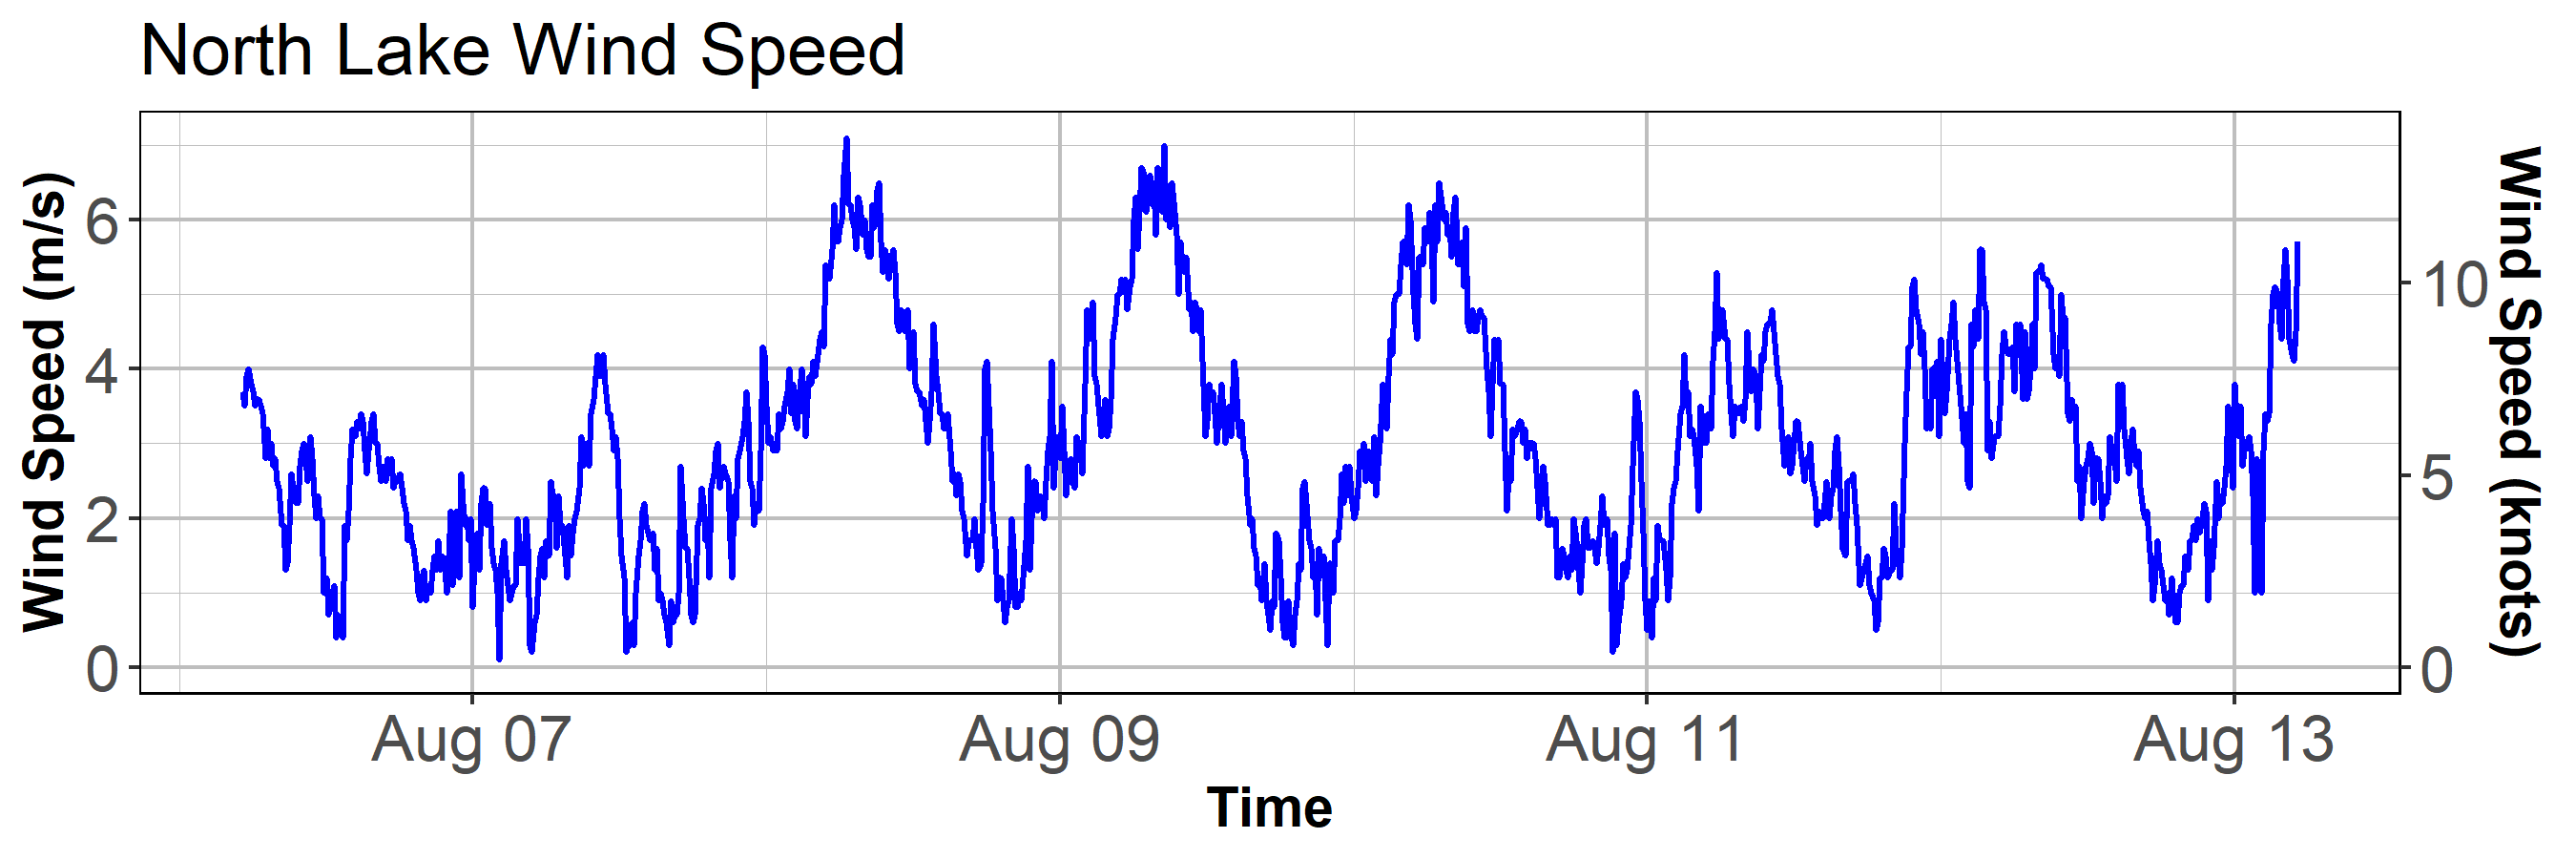 North Lake Wind Speed
Wind Speed (m/s)
6
4
2
0
Wind Speed (knots)
10
5
0
Aug 07
Aug 09
Aug 11
Aug 13
Time